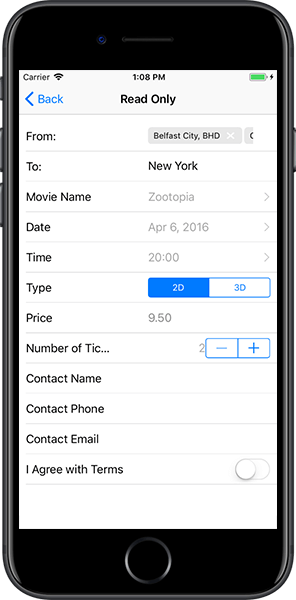 Carrier 1:08 PM
Back Read Only
From: Belfast City, BHD
To: New York
Movie Name Zootopia
Date Apr 6, 2016
Time 20:00
Type 2D 3D
Price 9.50
Number of Tic... 2
Contact Name
Contact Phone
Contact Email
I Agree with Terms